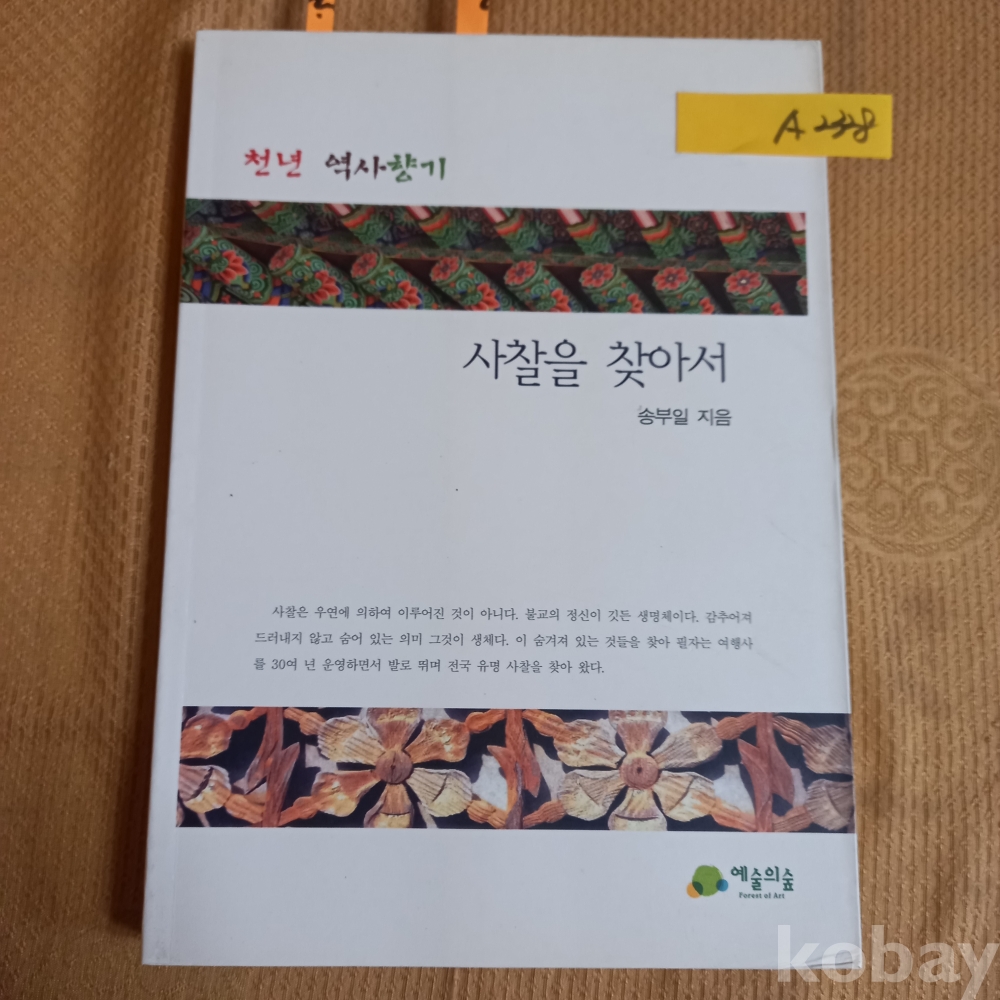 A2328
천년 역사향기
사찰을 찾아서
송부일 지음
사찰은 우연에 의하여 이루어진 것이 아니다. 불교의 정신이 깃든 생명체이다. 감추어져
드러내지 않고 숨어 있는 의미 그것이 생체다. 이 숨겨져 있는 것들을 찾아 필자는 여행사
를 30여 년 운영하면서 발로 뛰며 전국 유명 사찰을 찾아 왔다.
예술의숲
Forest of Art
kobay